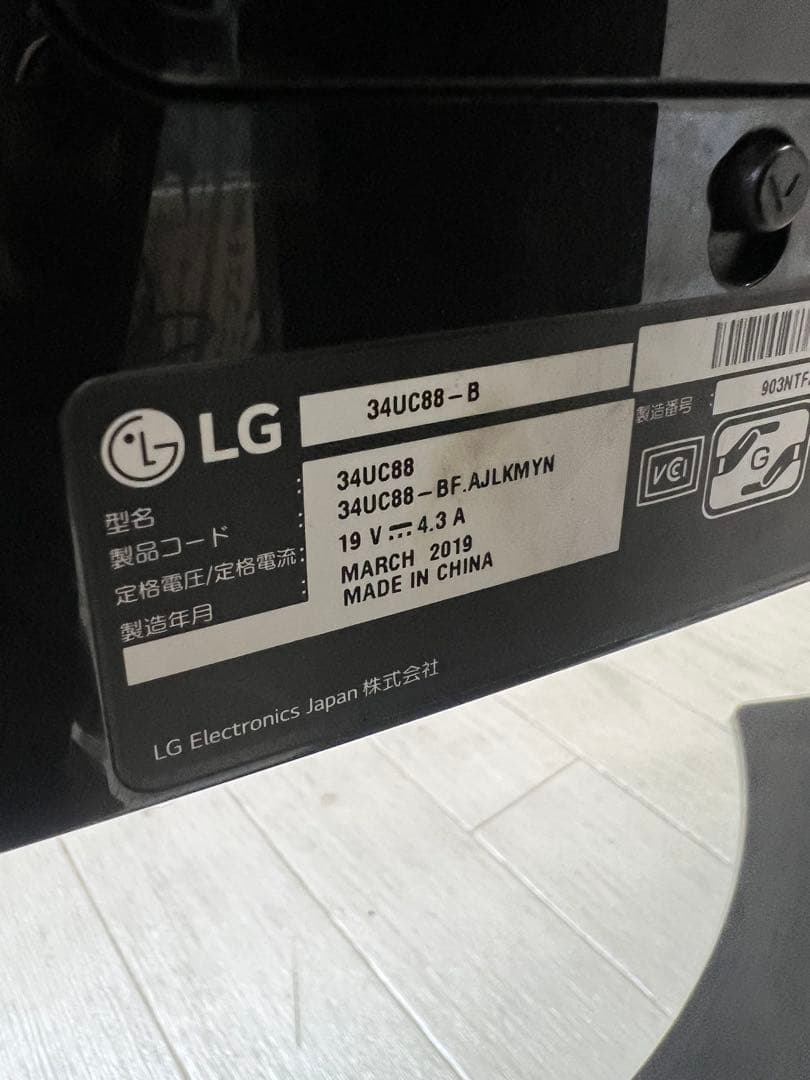 LG
34UC88-B
型名 : 34UC88
製品コード : 34UC88-BF.AJLKMYN
定格電圧/定格電流 : 19 V ⎓ 4.3 A
製造年月 : MARCH 2019
MADE IN CHINA
製造番号 : 903NTF
VCI
G
LG Electronics Japan 株式会社